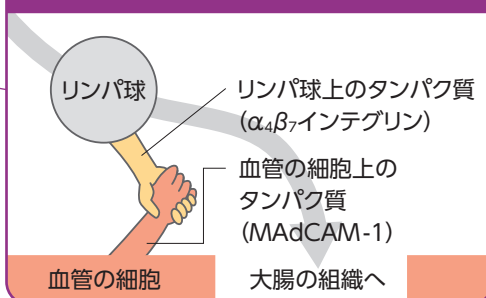 リンパ球
リンパ球上のタンパク質
（α₄β₇インテグリン）
血管の細胞上の
タンパク質
（MAdCAM-1）
血管の細胞
大腸の組織へ